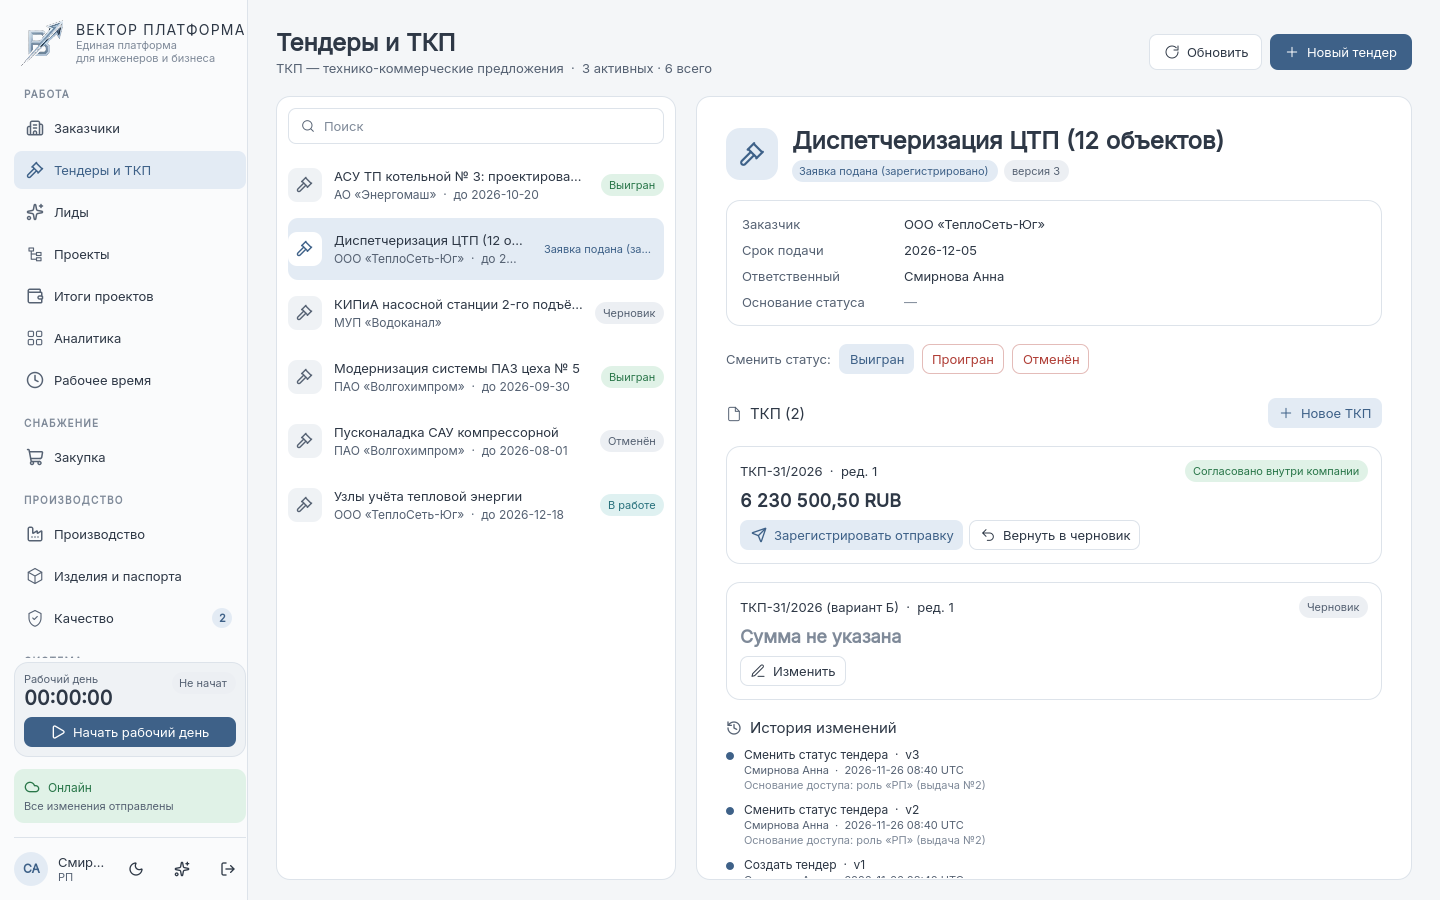 ВЕКТОР ПЛАТФОРМА
Единая платформа
для инженеров и бизнеса
РАБОТА
Заказчики
Тендеры и ТКП
Лиды
Проекты
Итоги проектов
Аналитика
Рабочее время
СНАБЖЕНИЕ
Закупка
ПРОИЗВОДСТВО
Производство
Изделия и паспорта
Качество 2
Рабочий день
Не начат
00:00:00
Начать рабочий день
Онлайн
Все изменения отправлены
СА
Смир...
РП
Тендеры и ТКП
ТКП — технико-коммерческие предложения · 3 активных · 6 всего
Обновить
Новый тендер
Поиск
АСУ ТП котельной № 3: проектирова...
АО «Энергомаш» · до 2026-10-20
Выигран
Диспетчеризация ЦТП (12 о...
ООО «ТеплоСеть-Юг» · до 2...
Заявка подана (за...
КИПиА насосной станции 2-го подъё...
МУП «Водоканал»
Черновик
Модернизация системы ПАЗ цеха № 5
ПАО «Волгохимпром» · до 2026-09-30
Выигран
Пусконаладка САУ компрессорной
ПАО «Волгохимпром» · до 2026-08-01
Отменён
Узлы учёта тепловой энергии
ООО «ТеплоСеть-Юг» · до 2026-12-18
В работе
Диспетчеризация ЦТП (12 объектов)
Заявка подана (зарегистрировано)
версия 3
Заказчик ООО «ТеплоСеть-Юг»
Срок подачи 2026-12-05
Ответственный Смирнова Анна
Основание статуса —
Сменить статус: Выигран Проигран Отменён
ТКП (2)
Новое ТКП
ТКП-31/2026 · ред. 1
Согласовано внутри компании
6 230 500,50 RUB
Зарегистрировать отправку
Вернуть в черновик
ТКП-31/2026 (вариант Б) · ред. 1
Черновик
Сумма не указана
Изменить
История изменений
Сменить статус тендера · v3
Смирнова Анна · 2026-11-26 08:40 UTC
Основание доступа: роль «РП» (выдача №2)
Сменить статус тендера · v2
Смирнова Анна · 2026-11-26 08:40 UTC
Основание доступа: роль «РП» (выдача №2)
Создать тендер · v1